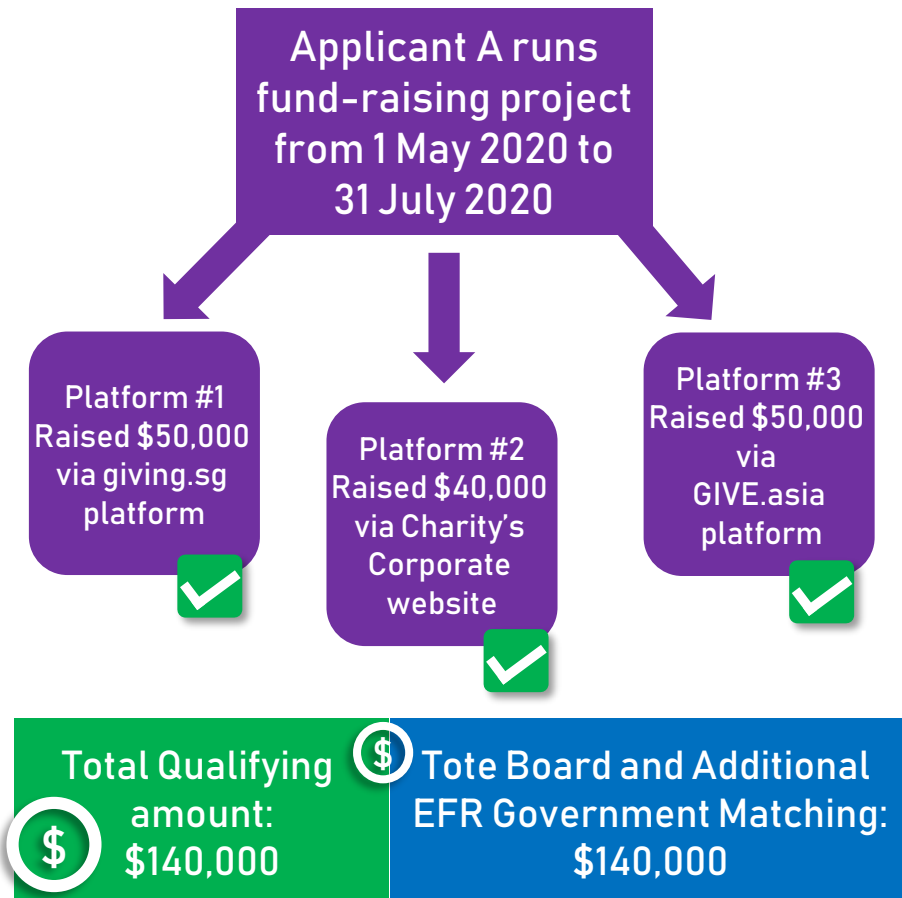 Applicant A runs
fund-raising project
from 1 May 2020 to
31 July 2020
Platform #1
Raised $50,000
via giving.sg
platform
Platform #2
Raised $40,000
via Charity's
Corporate
website
Platform #3
Raised $50,000
via
GIVE.asia
platform
Total Qualifying
amount:
$140,000
$
$
Tote Board and Additional
EFR Government Matching:
$140,000